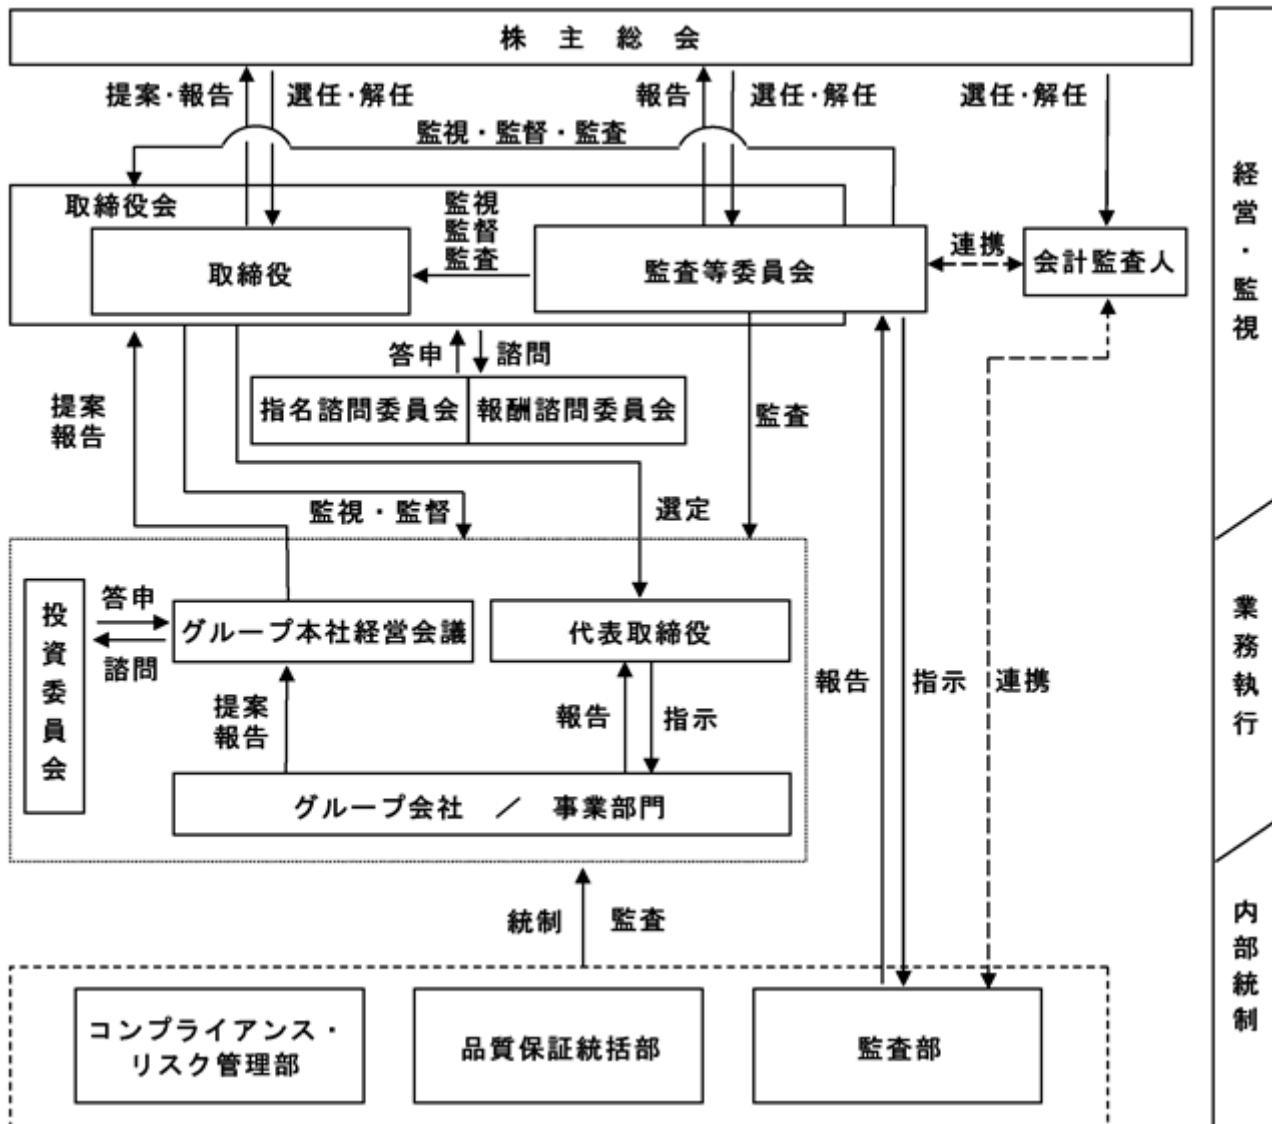 株 主 総 会
提案・報告
選任・解任
報告
選任・解任
選任・解任
監視・監督・監査
取締役会
監視
監督
監査
取締役
監査等委員会
連携
会計監査人
経営・監視
答申
諮問
指名諮問委員会
報酬諮問委員会
提案
報告
監査
監視・監督
選定
投資委員会
答申
諮問
グループ本社経営会議
代表取締役
業務執行
提案
報告
報告
指示
報告
指示
連携
グループ会社 / 事業部門
統制
監査
内部統制
コンプライアンス・
リスク管理部
品質保証統括部
監査部